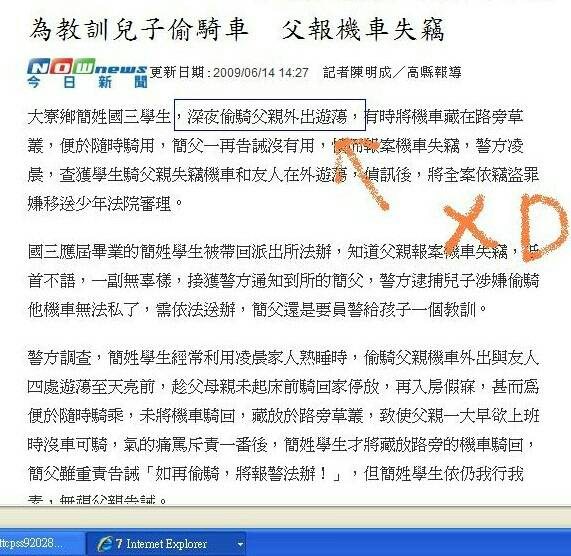 為教訓兒子偷騎車　父報機車失竊
NOWnews 今日新聞 更新日期:2009/06/14 14:27　記者陳明成／高縣報導
大寮鄉簡姓國三學生，深夜偷騎父親外出遊蕩，有時將機車藏在路旁草
叢，便於隨時騎用，簡父一再告誡沒有用，憤而報案機車失竊，警方凌
晨，查獲學生騎父親失竊機車和友人在外遊蕩，偵訊後，將全案依竊盜罪
嫌移送少年法院審理。
XD
國三應屆畢業的簡姓學生被帶回派出所法辦，知道父親報案機車失竊，低
首不語，一副無辜樣，接獲警方通知到所的簡父，警方逮捕兒子涉嫌偷騎
他機車無法私了，需依法送辦，簡父還是要員警給孩子一個教訓。
警方調查，簡姓學生經常利用凌晨家人熟睡時，偷騎父親機車外出與友人
四處遊蕩至天亮前，趁父母親未起床前騎回家停放，再入房假寐，甚而為
便於隨時騎乘，未將機車騎回，藏放於路旁草叢，致使父親一大早欲上班
時沒車可騎，氣的痛罵斥責一番後，簡姓學生才將藏放路旁的機車騎回，
簡父雖重責告誡「如再偷騎，將報警法辦！」，但簡姓學生依仍我行我
素，無視父親告誡。
ttcpss92028...
7 Internet Explorer